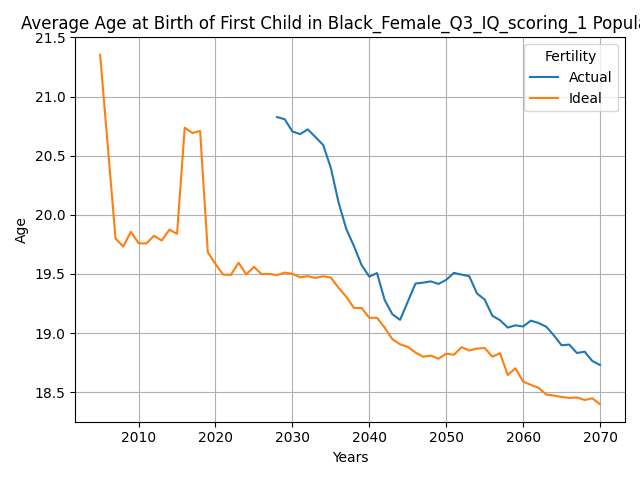 Average Age at Birth of First Child in Black_Female_Q3_IQ_scoring_1 Popula
Fertility
Actual
Ideal
21.5
21.0
20.5
20.0
19.5
19.0
18.5
Age
2010 2020 2030 2040 2050 2060 2070
Years